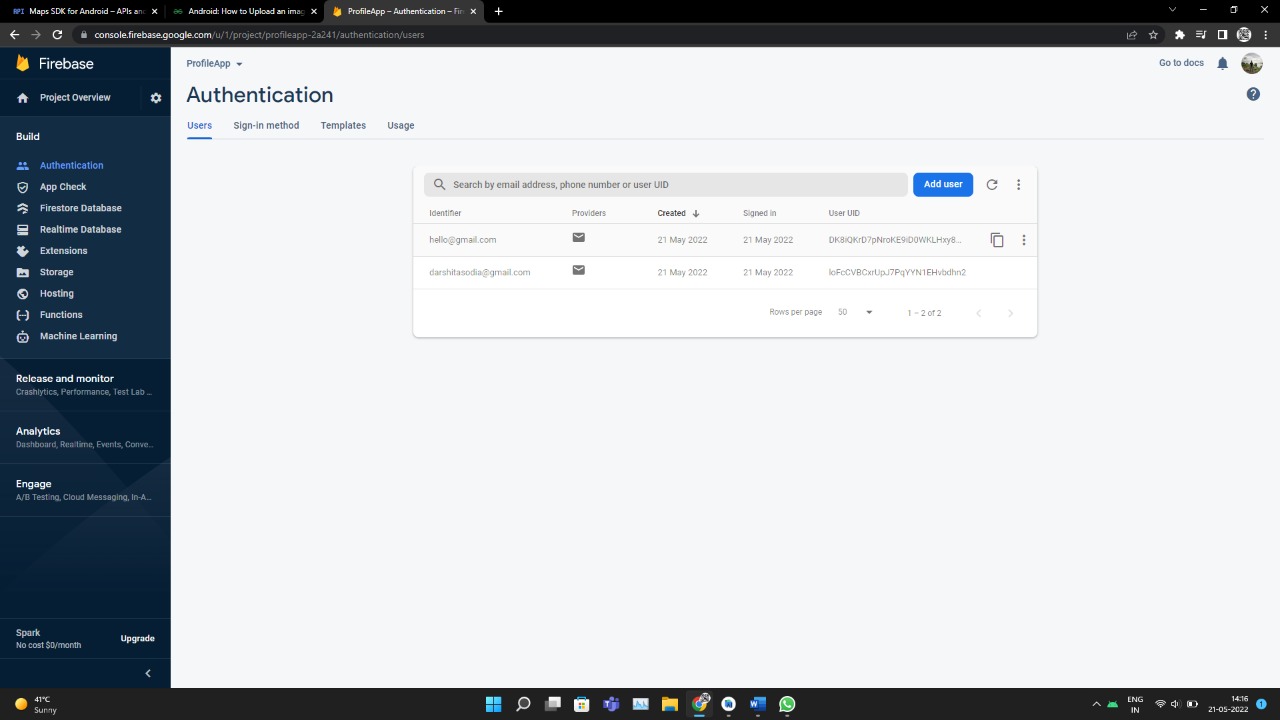 API Maps SDK for Android - APIs and
Android: How to Upload an image
ProfileApp – Authentication – Fire
console.firebase.google.com/u/1/project/profileapp-2a241/authentication/users
Firebase
ProfileApp
Go to docs
Authentication
Project Overview
Users Sign-in method Templates Usage
Build
Authentication
App Check
Firestore Database
Realtime Database
Extensions
Storage
Hosting
Functions
Machine Learning
Search by email address, phone number or user UID
Add user
Identifier Providers Created Signed In User UID
hello@gmail.com 21 May 2022 21 May 2022 DK8iQKrD7pNroKE9iD0WKLHxy8...
darshitasodia@gmail.com 21 May 2022 21 May 2022 loFcCVBCxrUpJ7PqYYN1EHvbdhn2
Rows per page 50 1 – 2 of 2
Release and monitor
Crashlytics, Performance, Test Lab ...
Analytics
Dashboard, Realtime, Events, Conve...
Engage
A/B Testing, Cloud Messaging, In-A...
Spark
No cost $0/month
Upgrade
41°C
Sunny
ENG
IN
14:16
21-05-2022
1